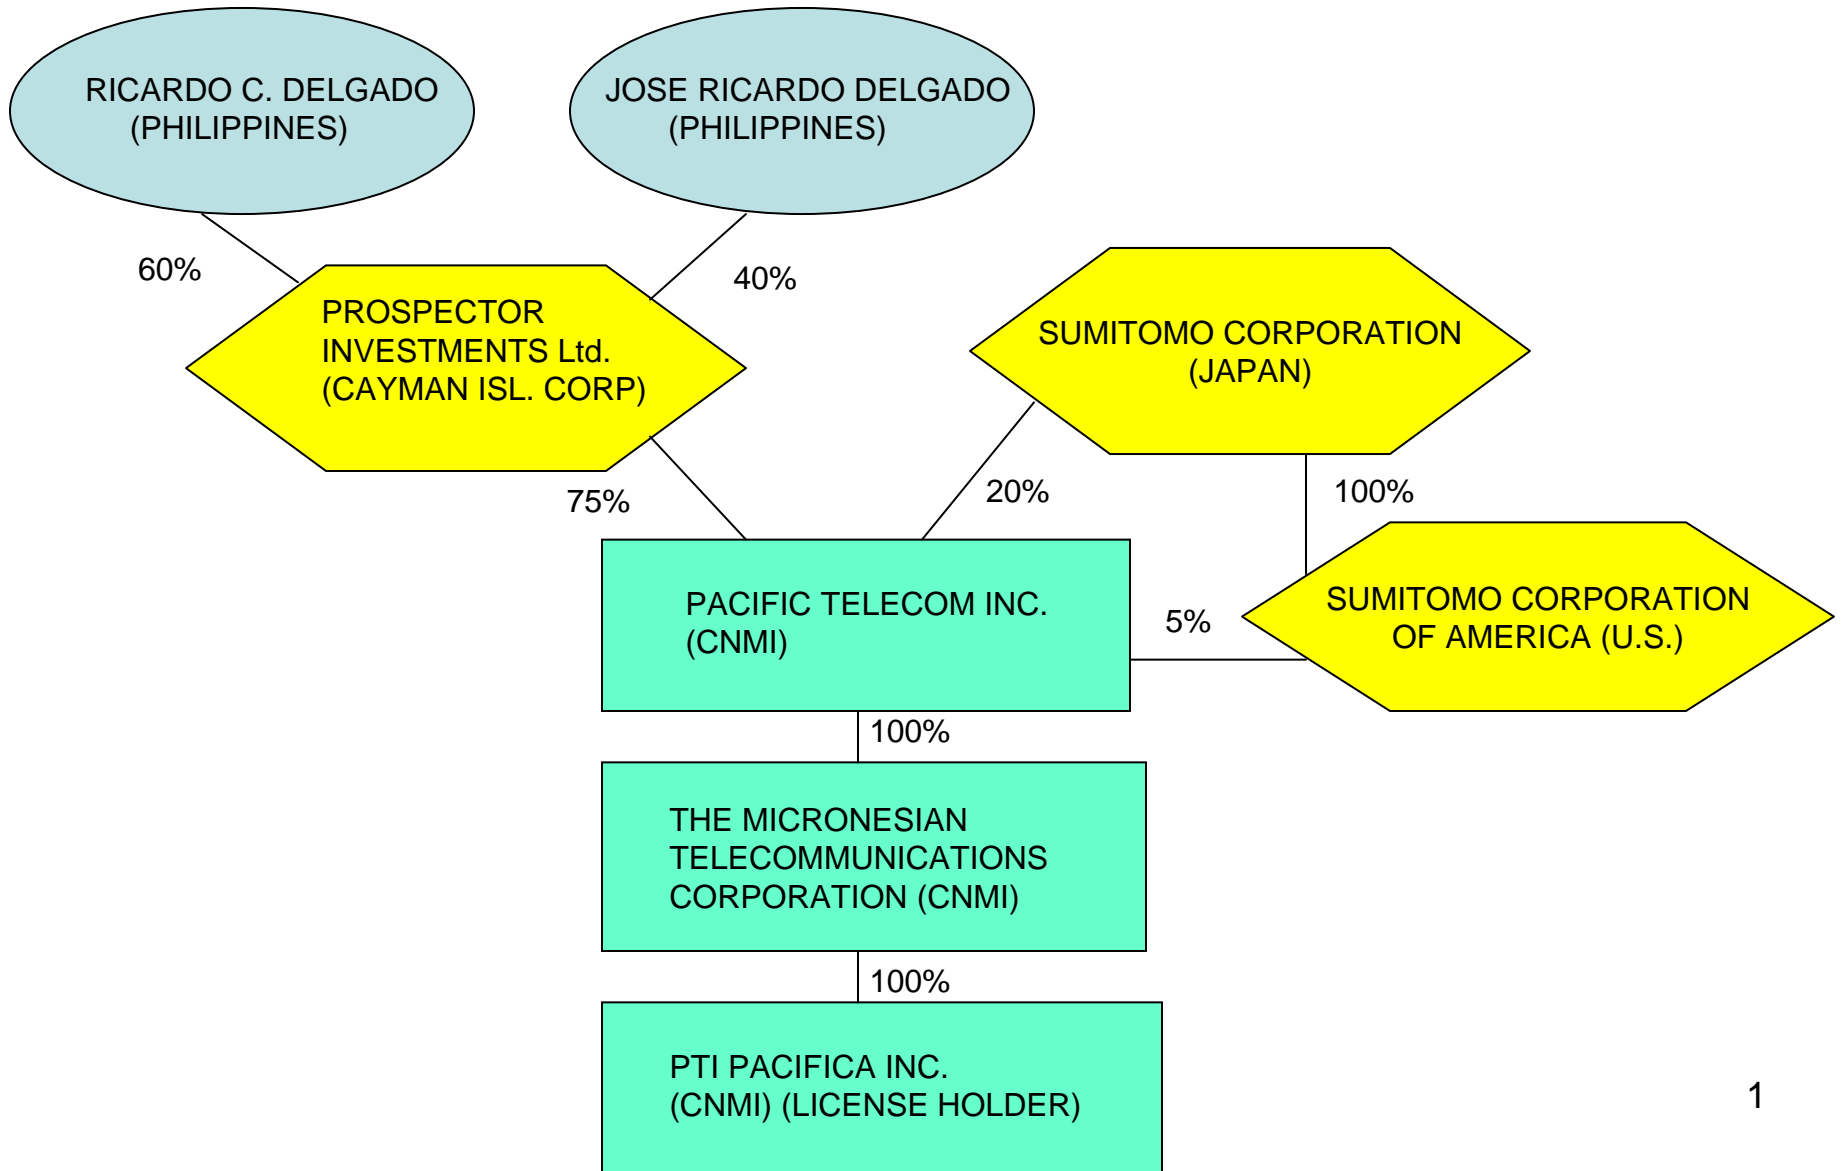 RICARDO C. DELGADO
(PHILIPPINES)
JOSE RICARDO DELGADO
(PHILIPPINES)
60%
40%
PROSPECTOR
INVESTMENTS Ltd.
(CAYMAN ISL. CORP)
SUMITOMO CORPORATION
(JAPAN)
75%
20%
100%
PACIFIC TELECOM INC.
(CNMI)
5%
SUMITOMO CORPORATION
OF AMERICA (U.S.)
100%
THE MICRONESIAN
TELECOMMUNICATIONS
CORPORATION (CNMI)
100%
PTI PACIFICA INC.
(CNMI) (LICENSE HOLDER)
1